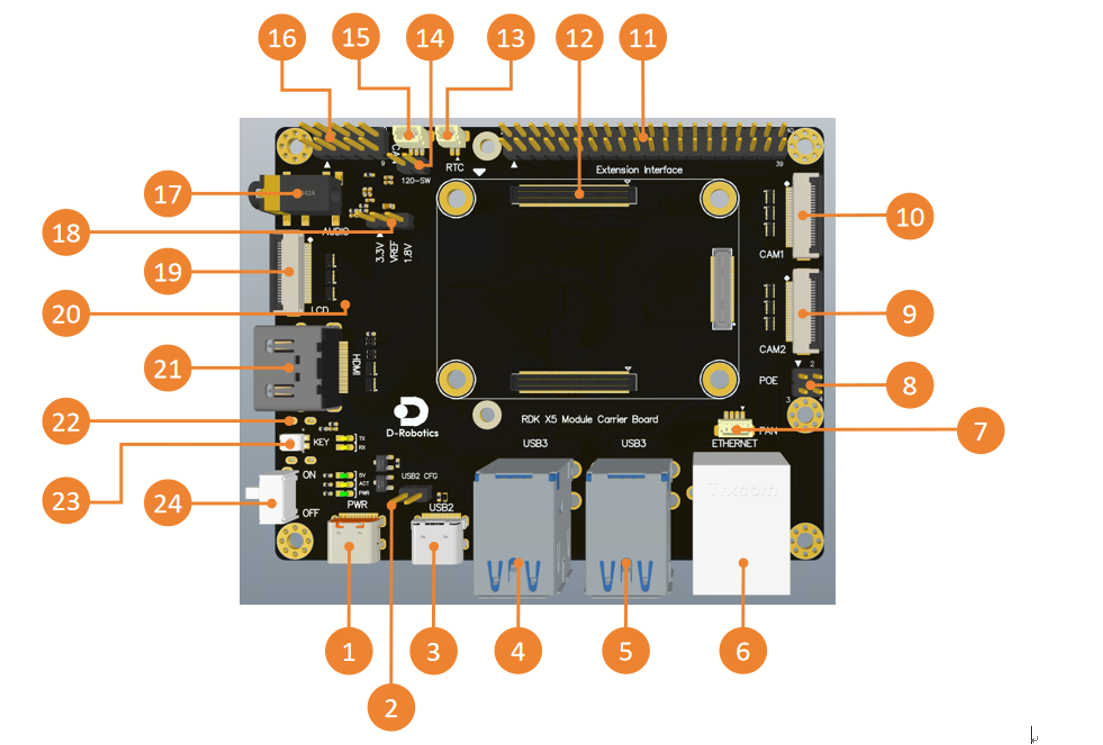 16
15
14
13
12
11
RTC
120-SW
9
40
39
Extension Interface
17
AUDIO
18
3.3V
VREF
1.8V
10
CAM1
19
LCD
20
9
CAM2
21
HDMI
POE
2
3
4
8
22
D-Robotics
RDK X5 Module Carrier Board
FAN
ETHERNET
7
KEY
TX
RX
USB3
USB3
23
ON
5V
ACT
PWR
USB2 CFG
24
OFF
PWR
USB2
1
3
4
5
6
2